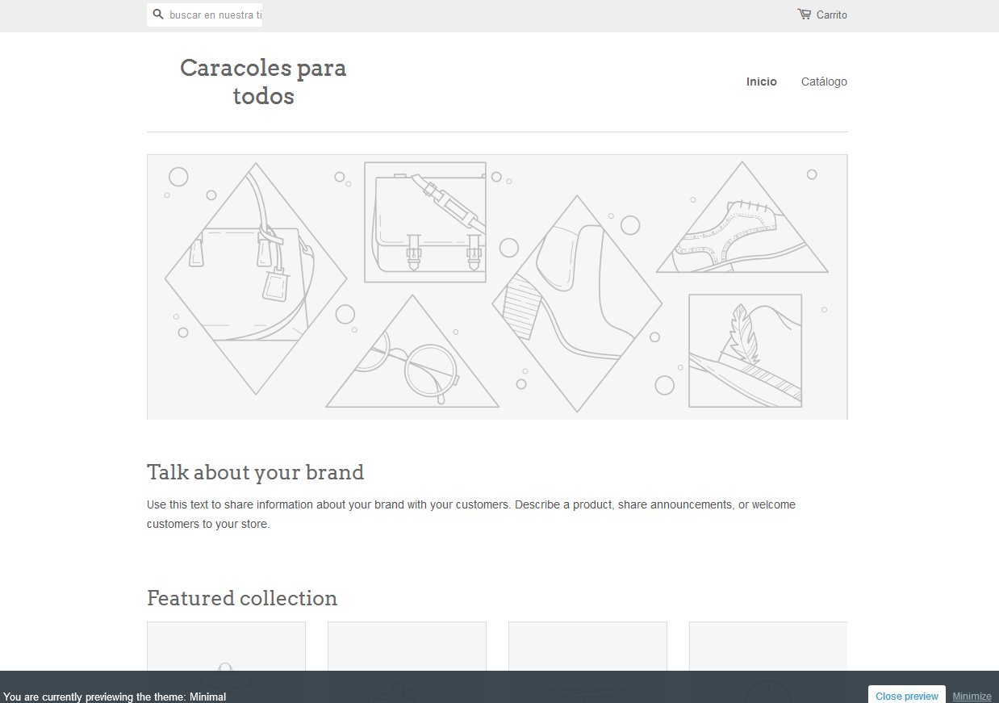 buscar en nuestra ti
Carrito
Caracoles para
todos
Inicio
Catálogo
Talk about your brand
Use this text to share information about your brand with your customers. Describe a product, share announcements, or welcome
customers to your store.
Featured collection
You are currently previewing the theme: Minimal
Close preview
Minimize